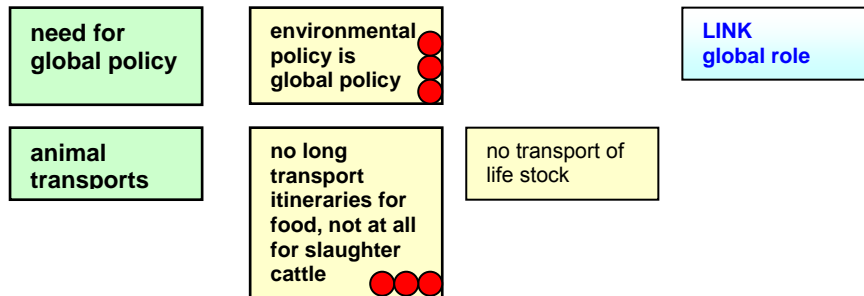 need for
global policy
environmental
policy is
global policy
LINK
global role
animal
transports
no long
transport
itineraries for
food, not at all
for slaughter
cattle
no transport of
life stock